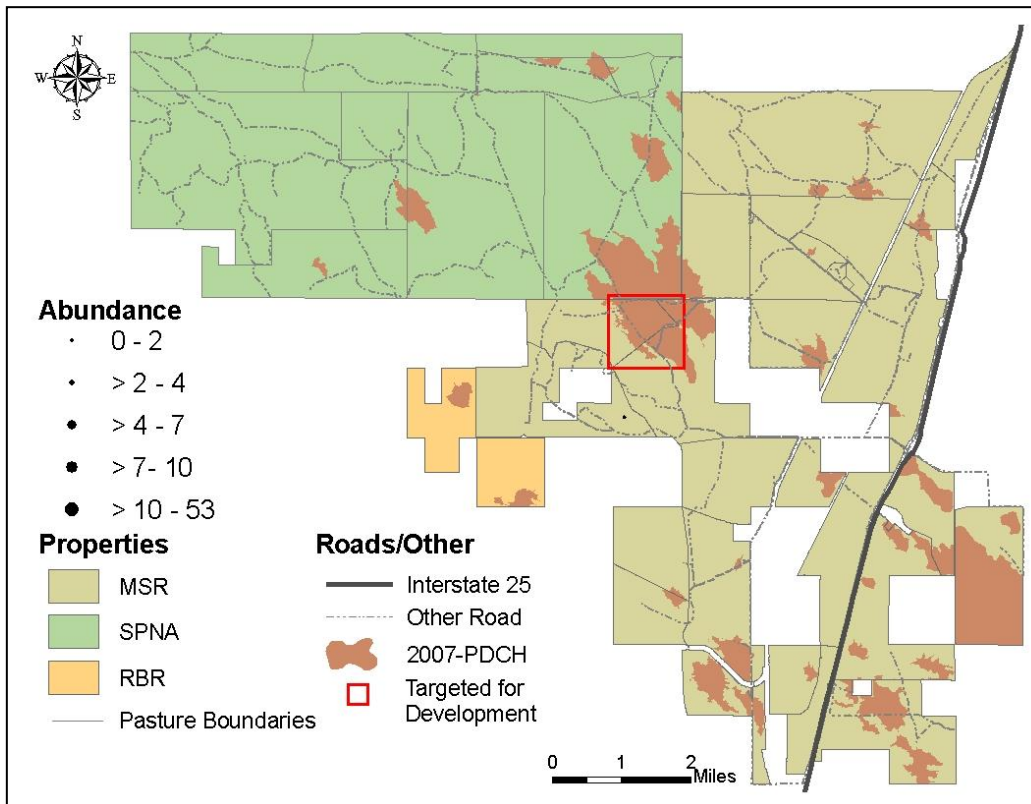 N
W E
S
Abundance
0 - 2
> 2 - 4
> 4 - 7
> 7 - 10
> 10 - 53
Properties
MSR
SPNA
RBR
Pasture Boundaries
Roads/Other
Interstate 25
Other Road
2007-PDCH
Targeted for
Development
0 1 2
Miles